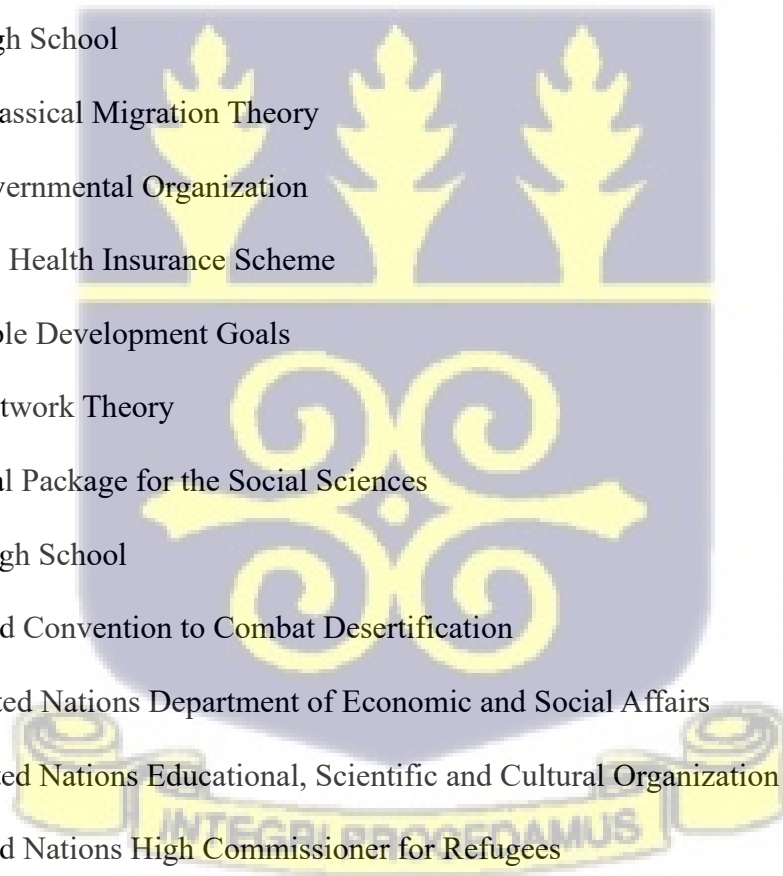 gh School
assical Migration Theory
vernmental Organization
Health Insurance Scheme
ble Development Goals
twork Theory
al Package for the Social Sciences
gh School
d Convention to Combat Desertification
ted Nations Department of Economic and Social Affairs
ted Nations Educational, Scientific and Cultural Organization
INTEGRI PROCEDAMUS
d Nations High Commissioner for Refugees